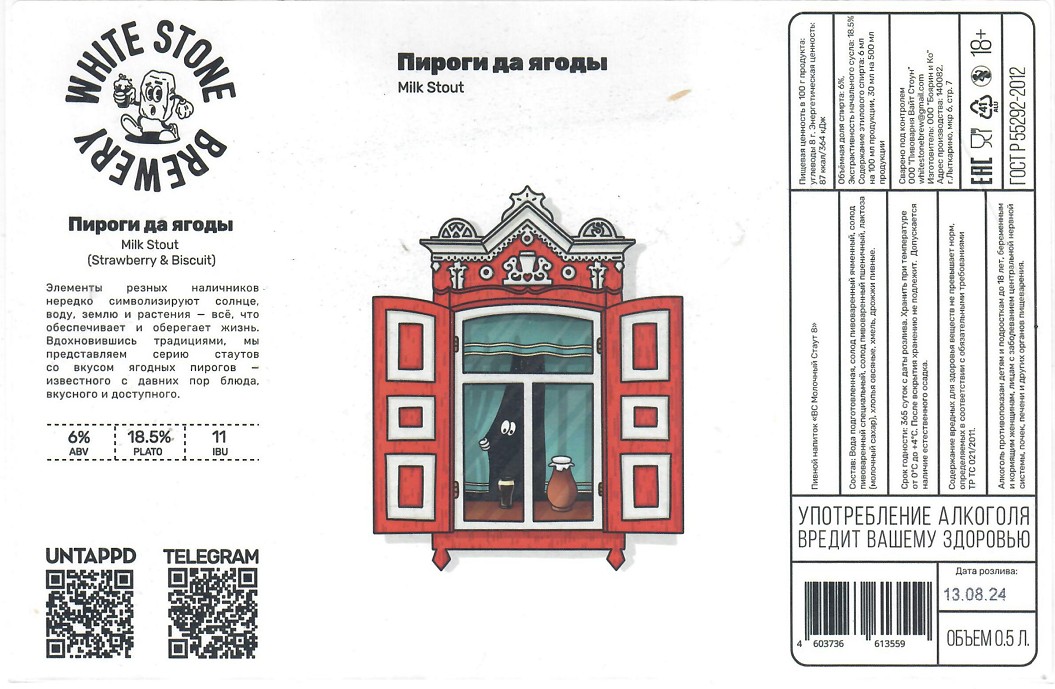 WHITE STONE
BREWERY
Пироги да ягоды
Milk Stout
(Strawberry & Biscuit)
Элементы резных наличников
нередко символизируют солнце,
воду, землю и растения — всё, что
обеспечивает и оберегает жизнь.
Вдохновившись традициями, мы
представляем серию стаутов
со вкусом ягодных пирогов —
известного с давних пор блюда,
вкусного и доступного.
6%
ABV
18.5%
PLATO
11
IBU
UNTAPPD
TELEGRAM
Пироги да ягоды
Milk Stout
W
S
Пивной напиток «ВС Молочный Стаут 8»
Состав: Вода подготовленная, солод пивоваренный ячменный, солод
пивоваренный специальный, солод пивоваренный пшеничный, лактоза
(молочный сахар), хлопья овсяные, хмель, дрожжи пивные.
Срок годности: 365 суток с даты розлива. Хранить при температуре
от 0°С до +4°С. После вскрытия хранению не подлежит. Допускается
наличие естественного осадка.
Содержание вредных для здоровья веществ не превышает норм,
определяемых в соответствии с обязательными требованиями
ТР ТС 021/2011.
Алкоголь противопоказан детам и подросткам до 18 лет, беременным
и кормящим женщинам, лицам с заболеванием центральной нервной
системы, почек, печени и других органов пищеварения.
Пищевая ценность в 100 г продукта:
углеводы 8 г. Энергетическая ценность:
87 ккал/364 кДж
Объёмная доля спирта: 6%.
Экстрактивность начального сусла: 18.5%
Содержание этилового спирта: 6 мл
на 100 мл продукции, 30 мл на 500 мл
продукции
Сварено под контролем
ООО "Пивоварня Вайт Стоун"
whitestonebrew@gmail.com
Изготовитель: ООО "Боярин и Ко"
Адрес производства: 140082,
г.Лыткарино, мкр 6, стр. 7
ЕАС
41
ALU
18+
ГОСТ Р 55292-2012
УПОТРЕБЛЕНИЕ АЛКОГОЛЯ
ВРЕДИТ ВАШЕМУ ЗДОРОВЬЮ
4 603736 613559
Дата розлива:
13.08.24
ОБЪЕМ 0.5 Л.